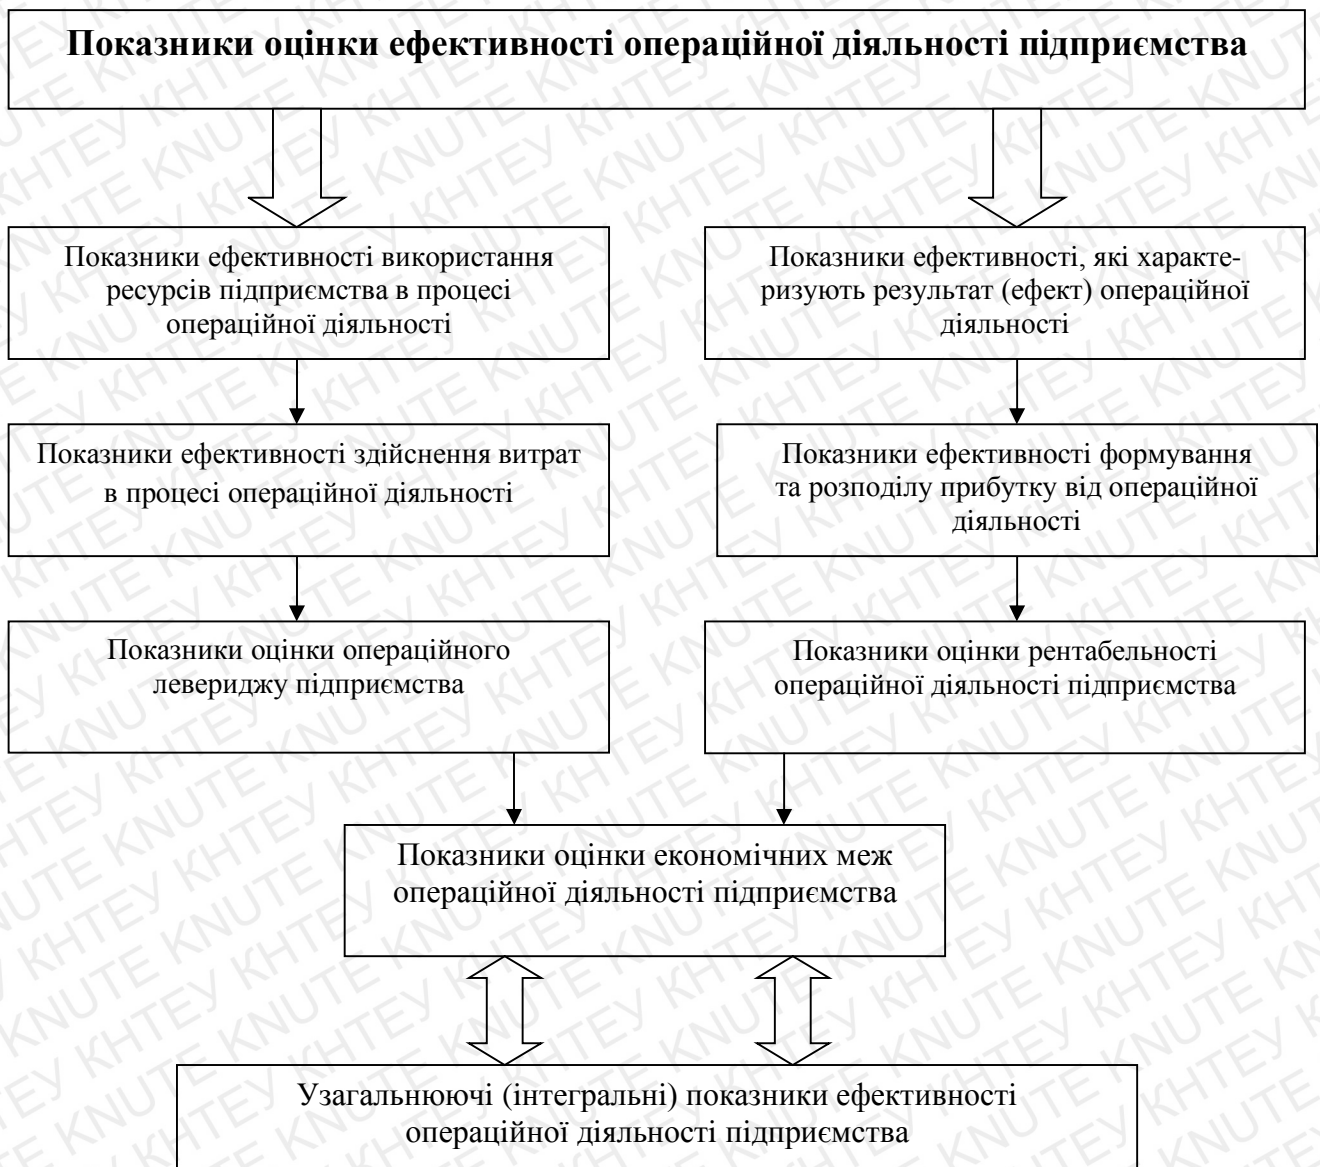 Показники оцінки ефективності операційної діяльності підприємства
Показники ефективності використання
ресурсів підприємства в процесі
операційної діяльності
Показники ефективності, які характе-
ризують результат (ефект) операційної
діяльності
Показники ефективності здійснення витрат
в процесі операційної діяльності
Показники ефективності формування
та розподілу прибутку від операційної
діяльності
Показники оцінки операційного
левериджу підприємства
Показники оцінки рентабельності
операційної діяльності підприємства
Показники оцінки економічних меж
операційної діяльності підприємства
Узагальнюючі (інтегральні) показники ефективності
операційної діяльності підприємства